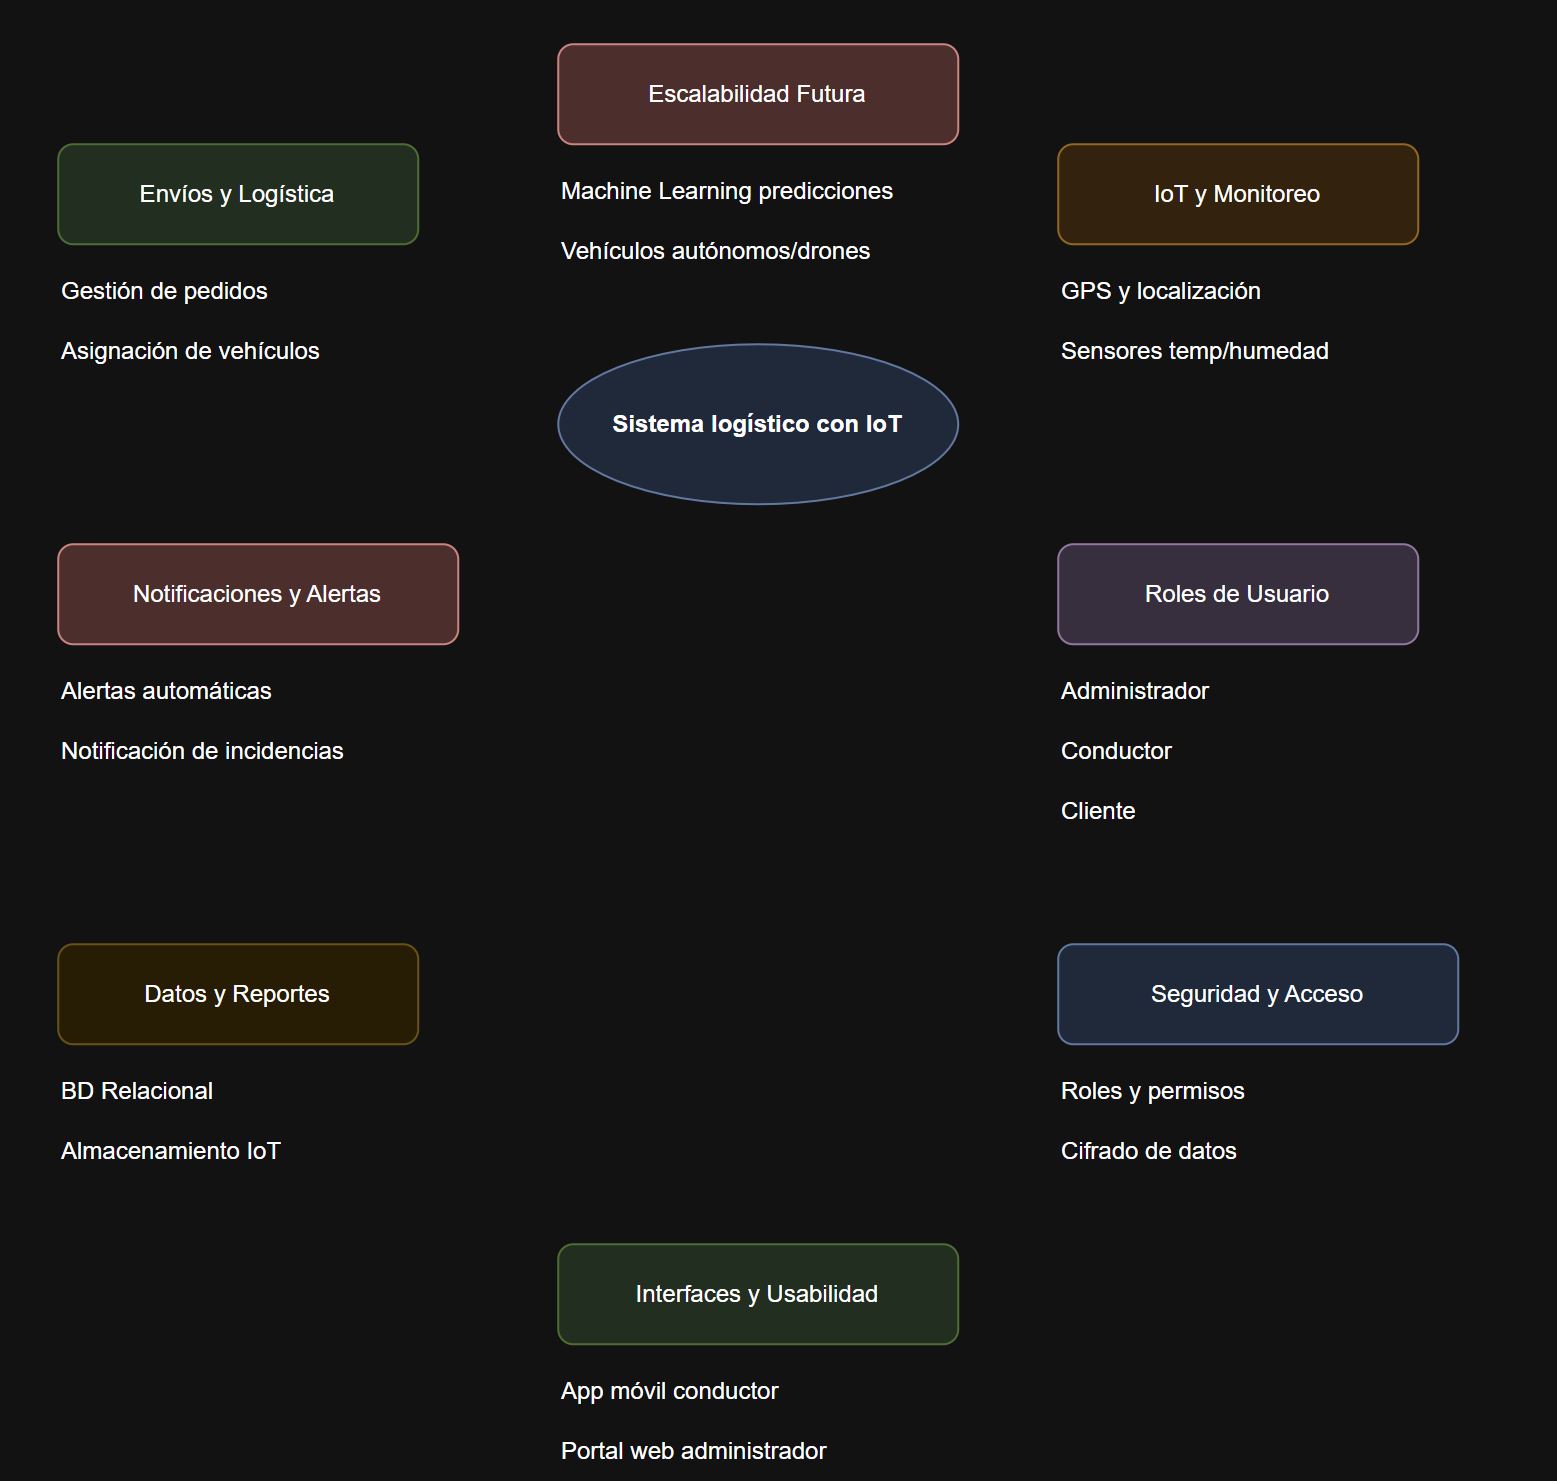 Escalabilidad Futura
Machine Learning predicciones
Vehículos autónomos/drones
Envíos y Logística
Gestión de pedidos
Asignación de vehículos
IoT y Monitoreo
GPS y localización
Sensores temp/humedad
Sistema logístico con IoT
Notificaciones y Alertas
Alertas automáticas
Notificación de incidencias
Roles de Usuario
Administrador
Conductor
Cliente
Datos y Reportes
BD Relacional
Almacenamiento IoT
Seguridad y Acceso
Roles y permisos
Cifrado de datos
Interfaces y Usabilidad
App móvil conductor
Portal web administrador